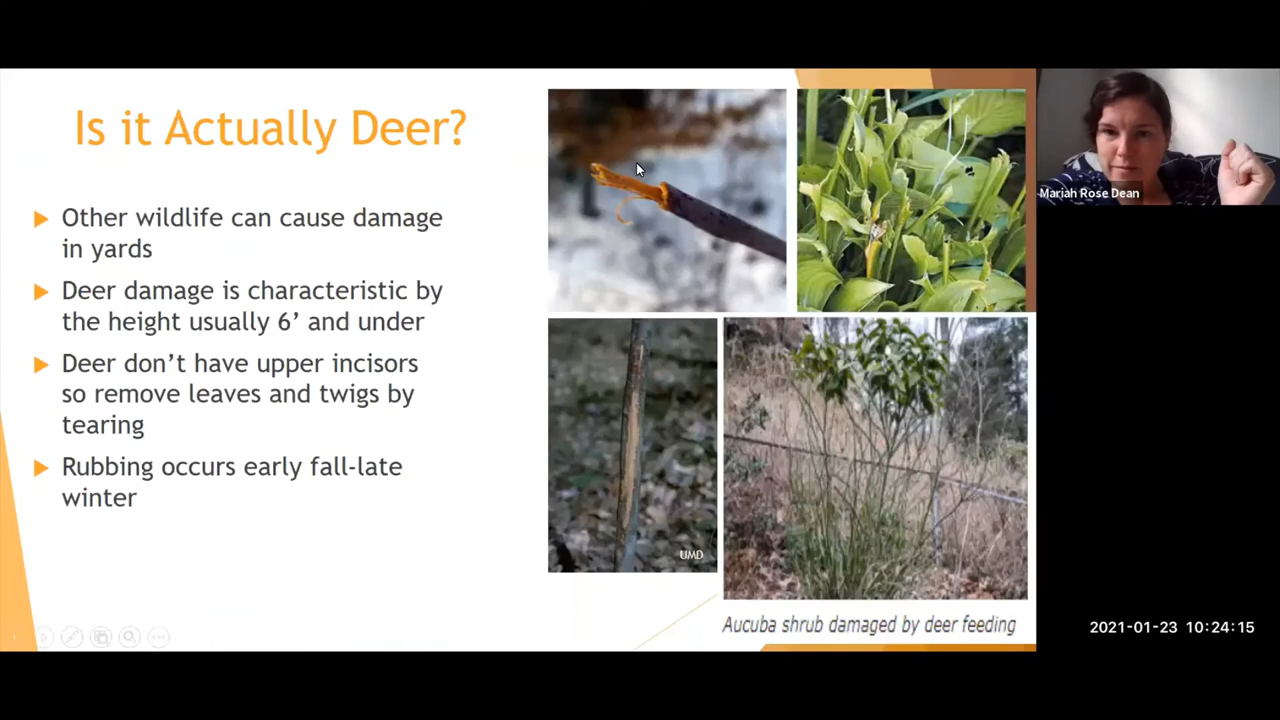 Is it Actually Deer?
Other wildlife can cause damage
in yards
Deer damage is characteristic by
the height usually 6’ and under
Deer don’t have upper incisors
so remove leaves and twigs by
tearing
Rubbing occurs early fall-late
winter
UMD
Aucuba shrub damaged by deer feeding
Mariah Rose Dean
2021-01-23 10:24:15